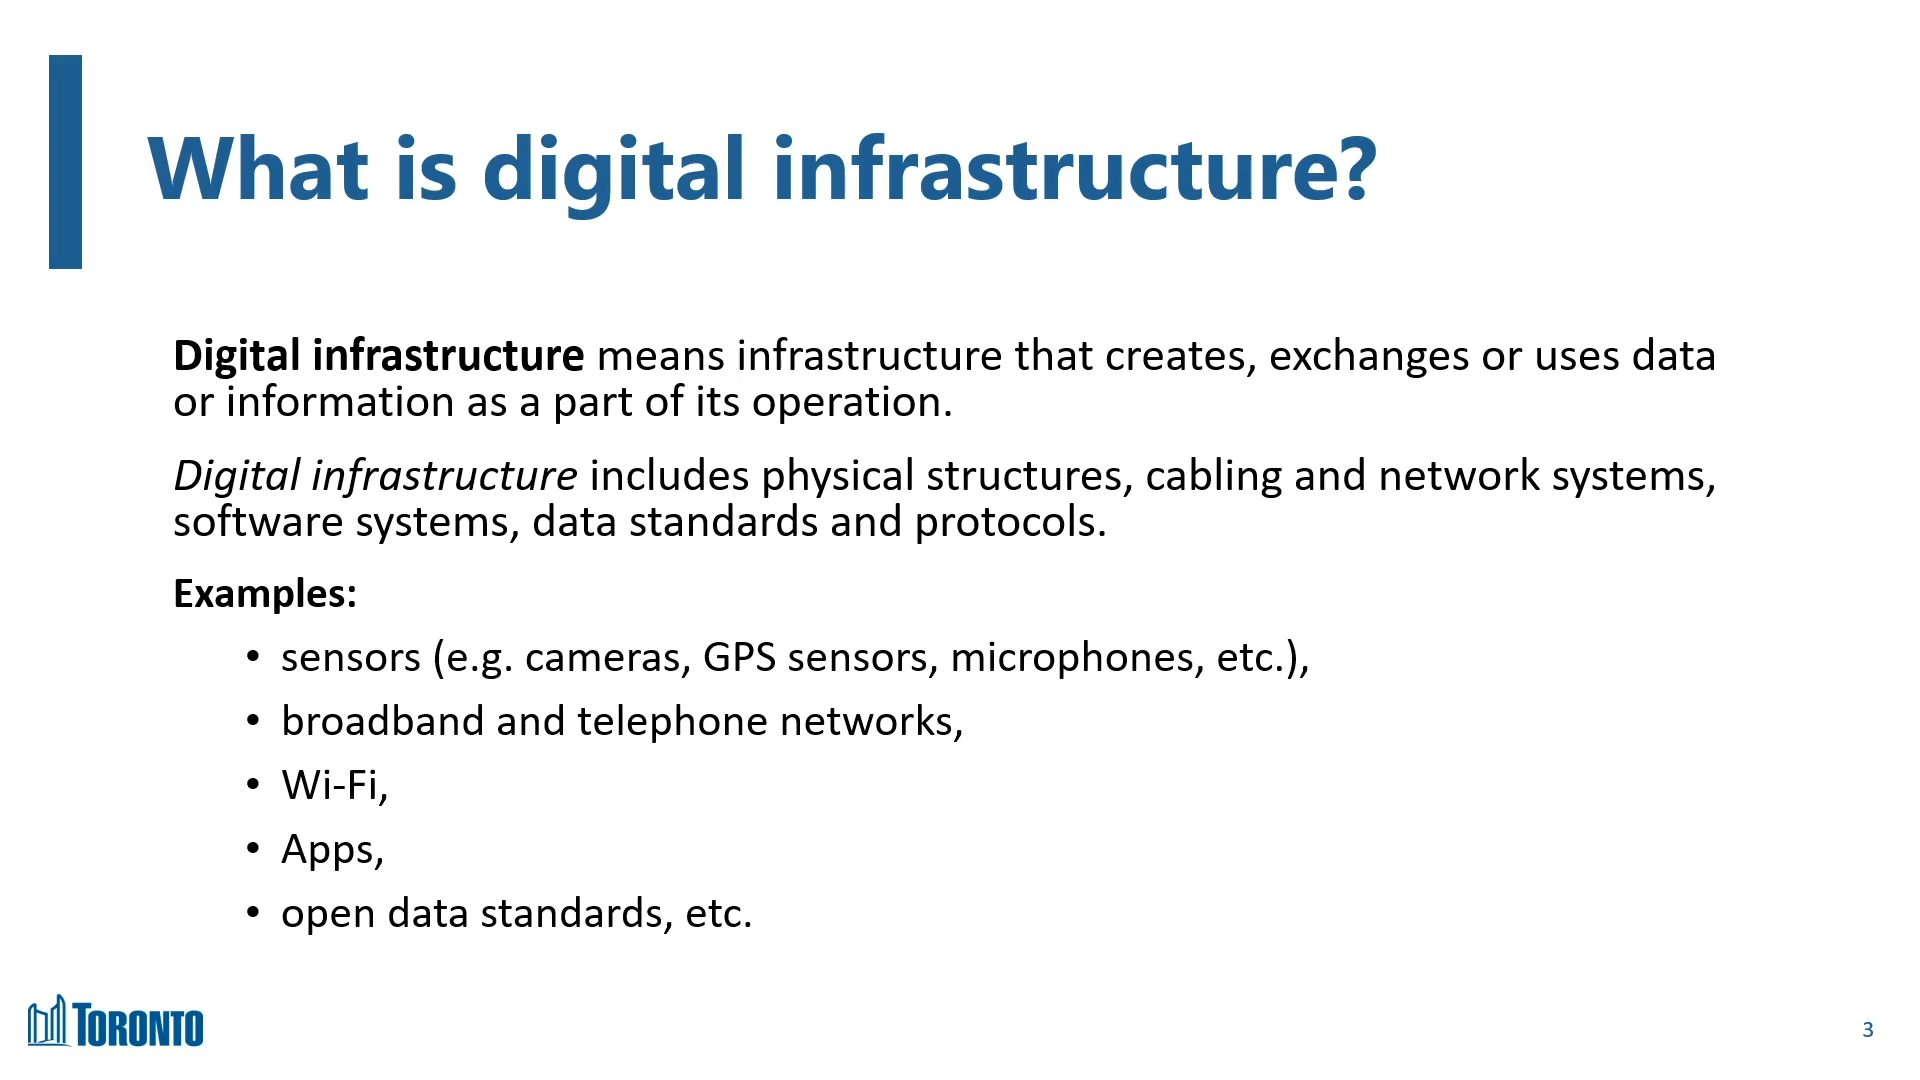 What is digital infrastructure?
Digital infrastructure means infrastructure that creates, exchanges or uses data
or information as a part of its operation.
Digital infrastructure includes physical structures, cabling and network systems,
software systems, data standards and protocols.
Examples:
• sensors (e.g. cameras, GPS sensors, microphones, etc.),
• broadband and telephone networks,
• Wi-Fi,
• Apps,
• open data standards, etc.
TORONTO
3